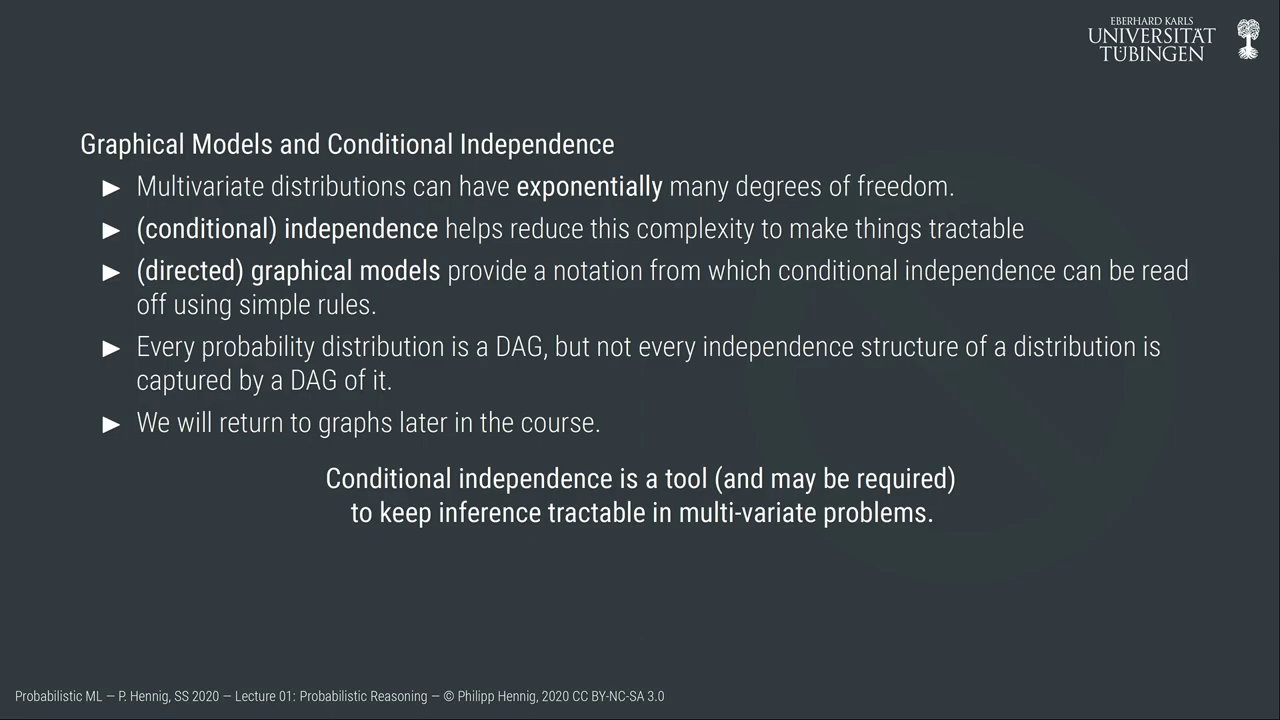 EBERHARD KARLS
UNIVERSITÄT
TÜBINGEN
Graphical Models and Conditional Independence
▶ Multivariate distributions can have exponentially many degrees of freedom.
▶ (conditional) independence helps reduce this complexity to make things tractable
▶ (directed) graphical models provide a notation from which conditional independence can be read
off using simple rules.
▶ Every probability distribution is a DAG, but not every independence structure of a distribution is
captured by a DAG of it.
▶ We will return to graphs later in the course.
Conditional independence is a tool (and may be required)
to keep inference tractable in multi-variate problems.
Probabilistic ML — P. Hennig, SS 2020 — Lecture 01: Probabilistic Reasoning — © Philipp Hennig, 2020 CC BY-NC-SA 3.0